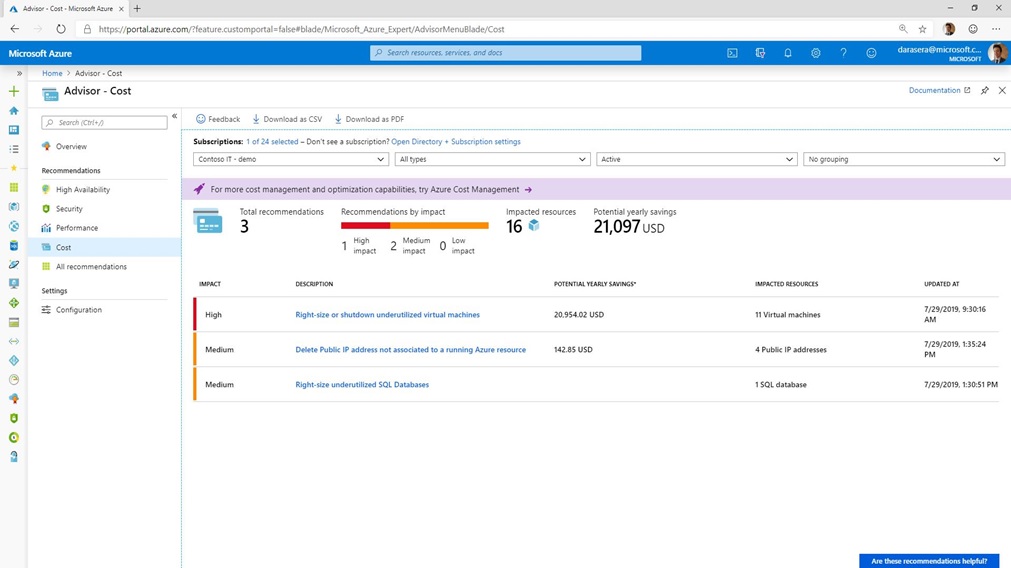 Advisor - Cost - Microsoft Azure
https://portal.azure.com/?feature.customportal=false#blade/Microsoft_Azure_Expert/AdvisorMenuBlade/Cost
Microsoft Azure
Search resources, services, and docs
darasera@microsoft.c...
MICROSOFT
Home > Advisor - Cost
Advisor - Cost
Documentation
Search (Ctrl+/)
Overview
Recommendations
High Availability
Security
Performance
Cost
All recommendations
Settings
Configuration
Feedback
Download as CSV
Download as PDF
Subscriptions: 1 of 24 selected – Don't see a subscription? Open Directory + Subscription settings
Contoso IT - demo
All types
Active
No grouping
For more cost management and optimization capabilities, try Azure Cost Management →
Total recommendations
3
Recommendations by impact
1 High impact
2 Medium impact
0 Low impact
Impacted resources
16
Potential yearly savings
21,097 USD
IMPACT DESCRIPTION POTENTIAL YEARLY SAVINGS* IMPACTED RESOURCES UPDATED AT
High Right-size or shutdown underutilized virtual machines 20,954.02 USD 11 Virtual machines 7/29/2019, 9:30:16 AM
Medium Delete Public IP address not associated to a running Azure resource 142.85 USD 4 Public IP addresses 7/29/2019, 1:35:24 PM
Medium Right-size underutilized SQL Databases 1 SQL database 7/29/2019, 1:30:51 PM
Are these recommendations helpful?